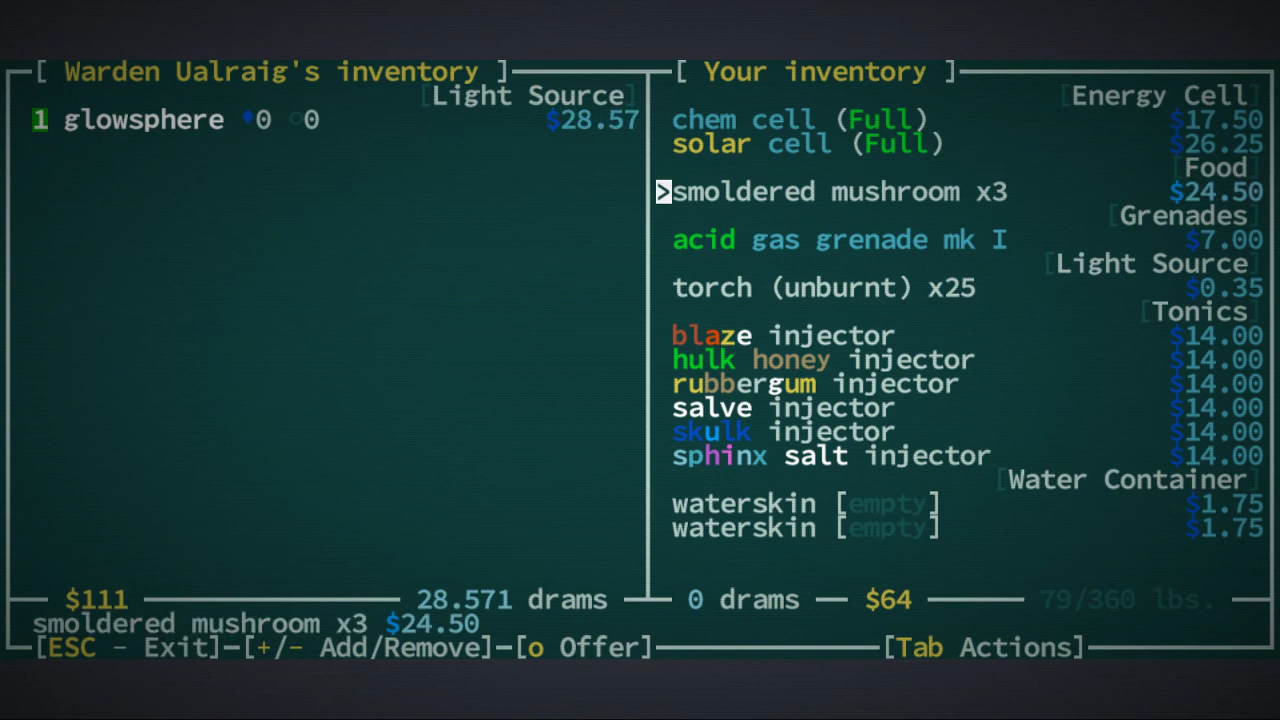 [ Warden Ualraig's inventory ]
[Light Source]
1 glowsphere ♦0 ○0 $28.57
[ Your inventory ]
[Energy Cell]
chem cell (Full) $17.50
solar cell (Full) $26.25
[Food]
>smoldered mushroom x3 $24.50
[Grenades]
acid gas grenade mk I $7.00
[Light Source]
torch (unburnt) x25 $0.35
[Tonics]
blaze injector $14.00
hulk honey injector $14.00
rubbergum injector $14.00
salve injector $14.00
skulk injector $14.00
sphinx salt injector $14.00
[Water Container]
waterskin [empty] $1.75
waterskin [empty] $1.75
$111 28.571 drams 0 drams $64 79/360 lbs.
smoldered mushroom x3 $24.50
[ESC - Exit] [+/- Add/Remove] [o Offer] [Tab Actions]